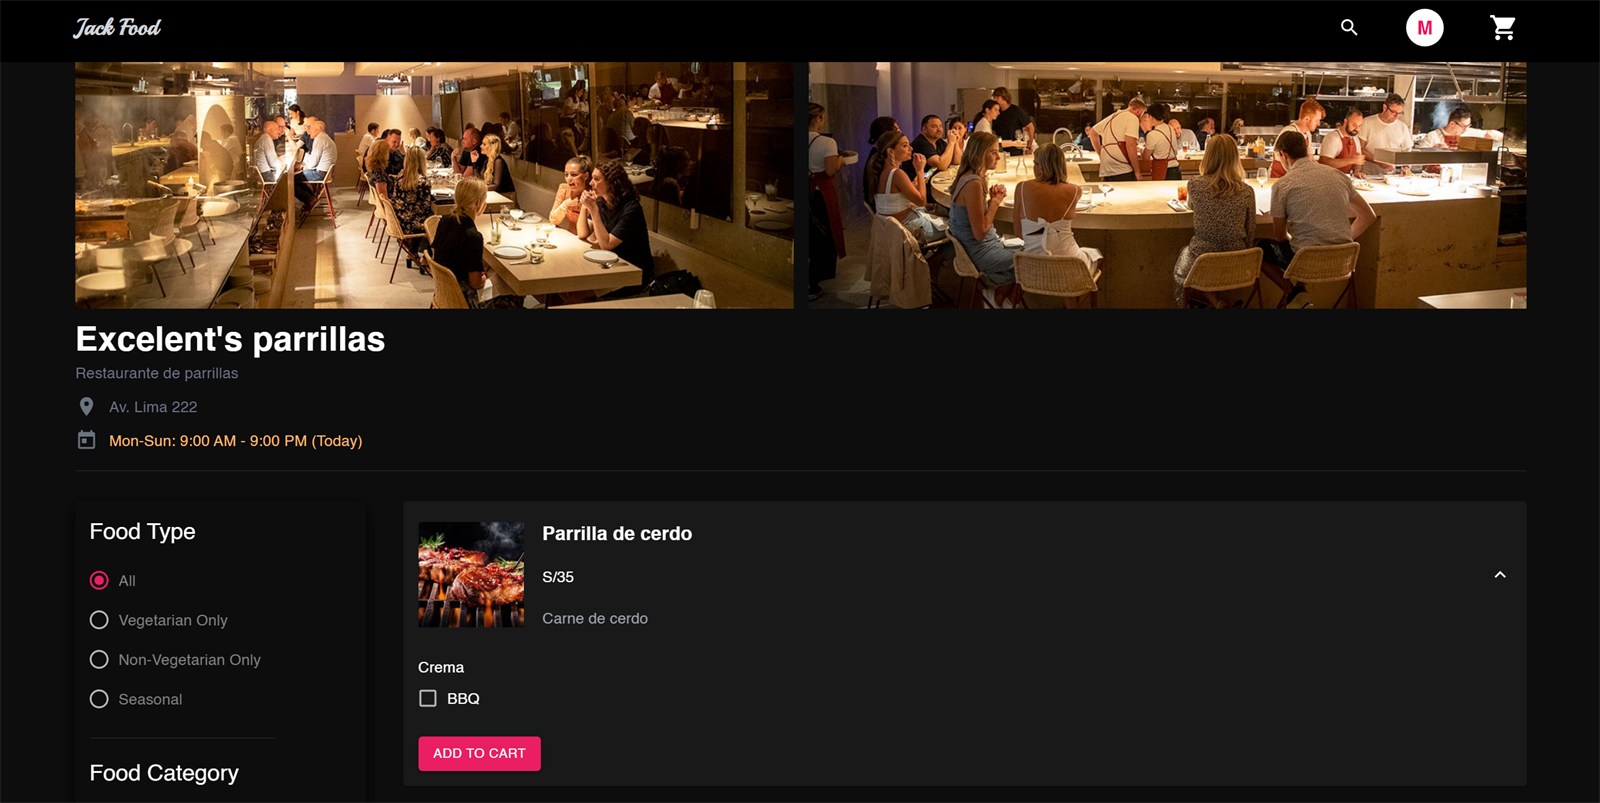 Jack Food
M
Excelent's parrillas
Restaurante de parrillas
Av. Lima 222
Mon-Sun: 9:00 AM - 9:00 PM (Today)
Food Type
All
Vegetarian Only
Non-Vegetarian Only
Seasonal
Food Category
Parrilla de cerdo
S/35
Carne de cerdo
Crema
BBQ
ADD TO CART